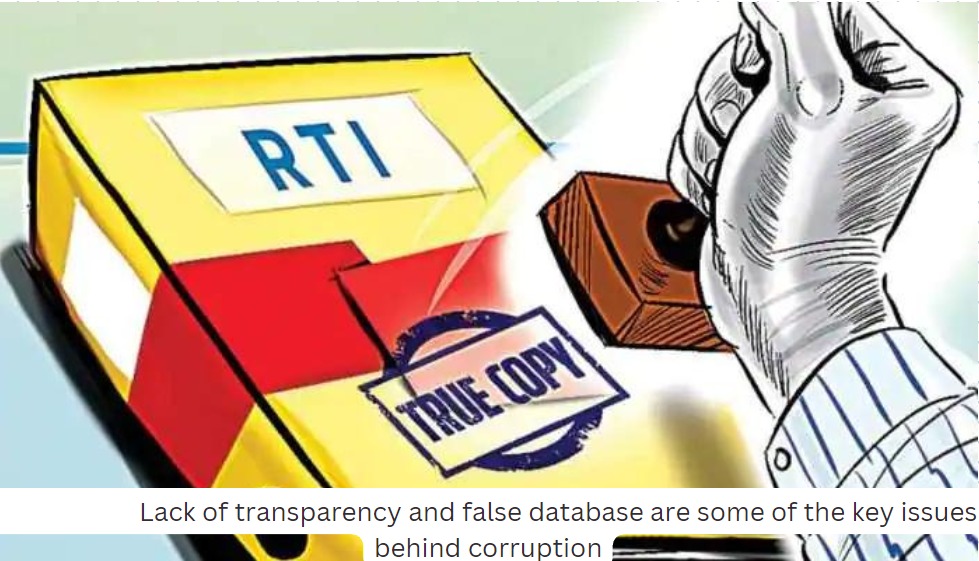 RTI
TRUE COPY
Lack of transparency and false database are some of the key issues
behind corruption